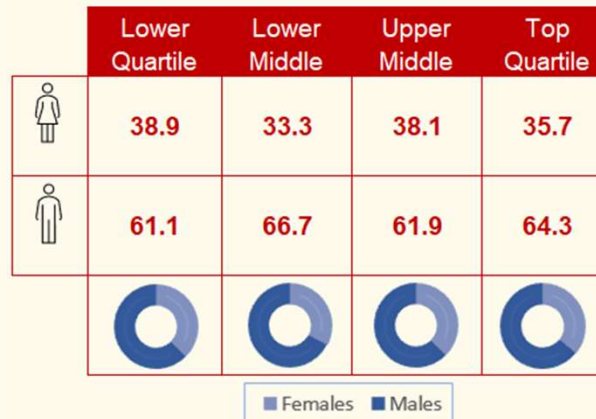 Lower Quartile
Lower Middle
Upper Middle
Top Quartile
38.9 33.3 38.1 35.7
61.1 66.7 61.9 64.3
Females Males